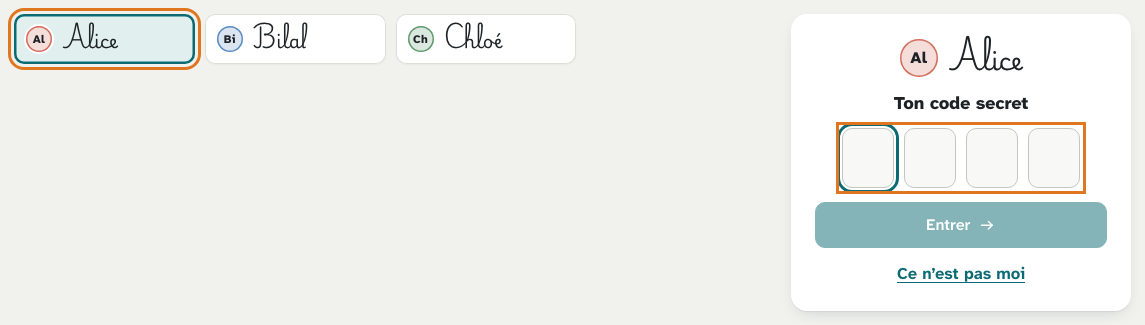 Al Alice
Bi Bilal
Ch Chloé
Al Alice
Ton code secret
Entrer →
Ce n’est pas moi